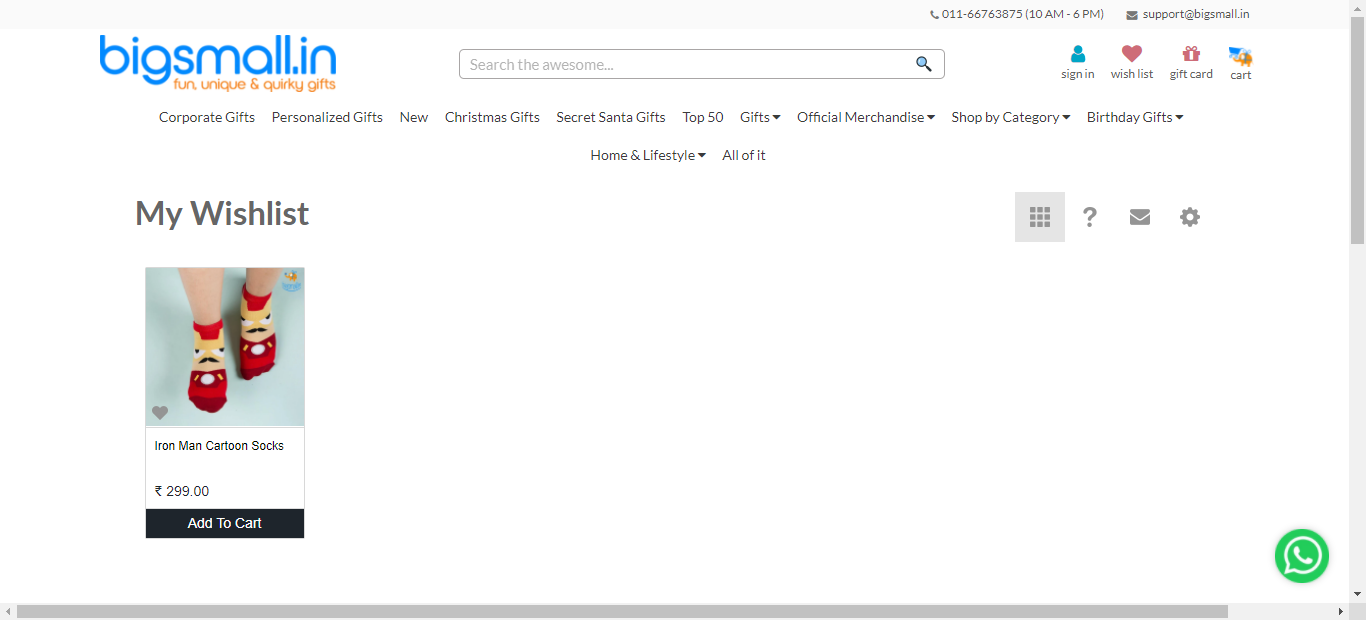 011-66763875 (10 AM - 6 PM) support@bigsmall.in
bigsmall.in
fun, unique & quirky gifts
Search the awesome...
sign in wish list gift card cart
Corporate Gifts Personalized Gifts New Christmas Gifts Secret Santa Gifts Top 50 Gifts Official Merchandise Shop by Category Birthday Gifts
Home & Lifestyle All of it
My Wishlist
?
Iron Man Cartoon Socks
₹ 299.00
Add To Cart